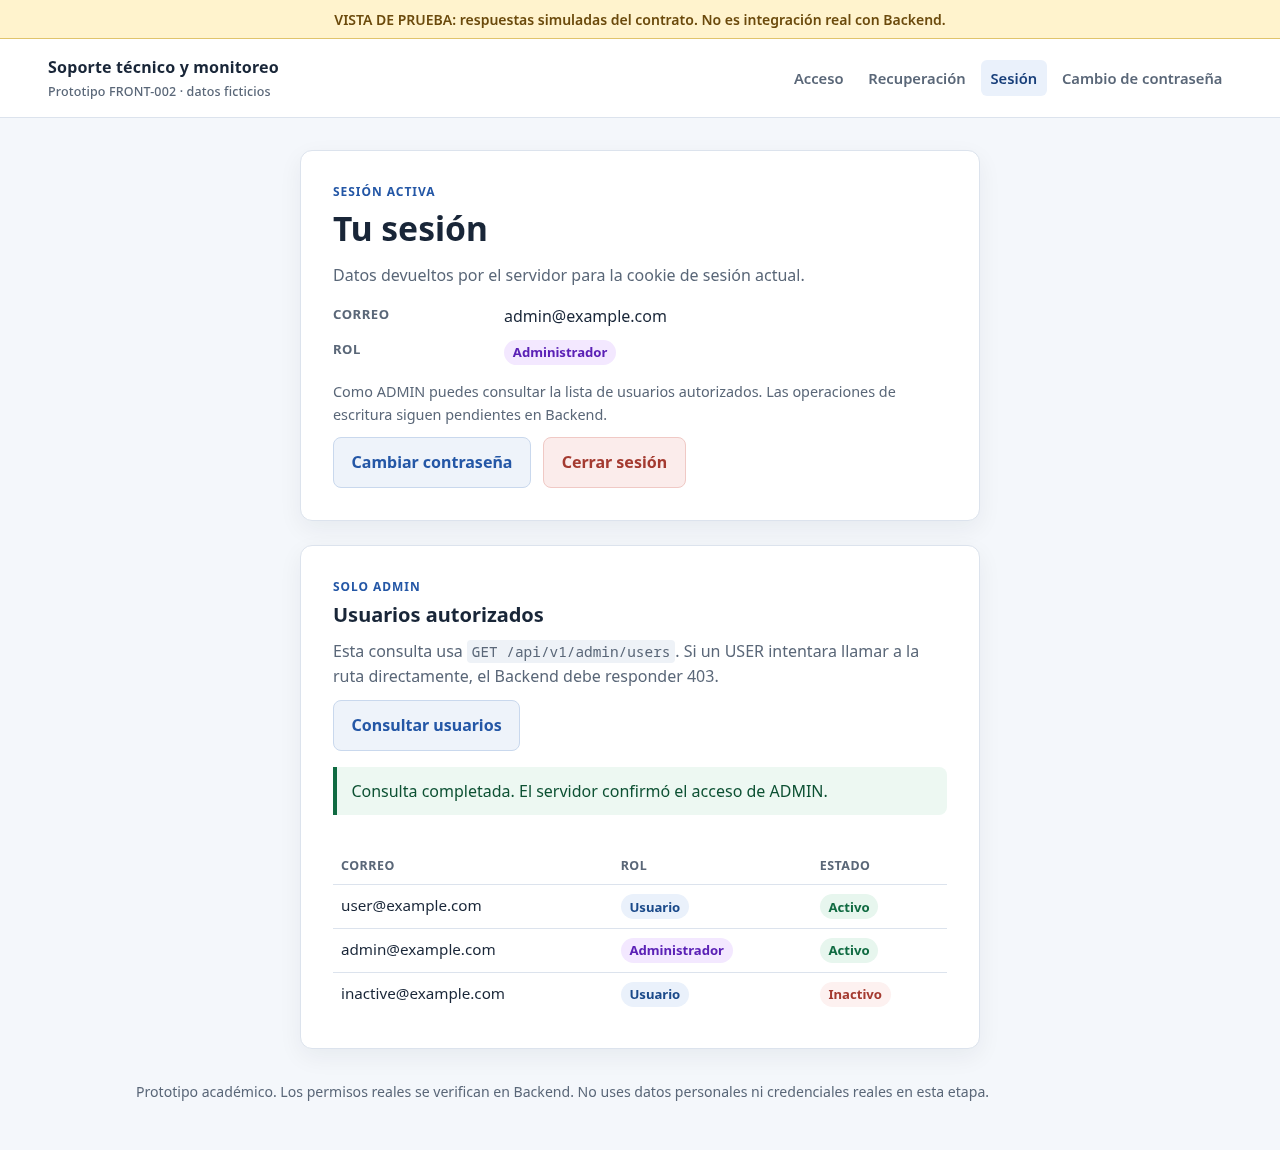 VISTA DE PRUEBA: respuestas simuladas del contrato. No es integración real con Backend.
Soporte técnico y monitoreo
Prototipo FRONT-002 · datos ficticios
Acceso
Recuperación
Sesión
Cambio de contraseña
SESIÓN ACTIVA
Tu sesión
Datos devueltos por el servidor para la cookie de sesión actual.
CORREO admin@example.com
ROL Administrador
Como ADMIN puedes consultar la lista de usuarios autorizados. Las operaciones de
escritura siguen pendientes en Backend.
Cambiar contraseña
Cerrar sesión
SOLO ADMIN
Usuarios autorizados
Esta consulta usa GET /api/v1/admin/users. Si un USER intentara llamar a la
ruta directamente, el Backend debe responder 403.
Consultar usuarios
Consulta completada. El servidor confirmó el acceso de ADMIN.
CORREO ROL ESTADO
user@example.com Usuario Activo
admin@example.com Administrador Activo
inactive@example.com Usuario Inactivo
Prototipo académico. Los permisos reales se verifican en Backend. No uses datos personales ni credenciales reales en esta etapa.